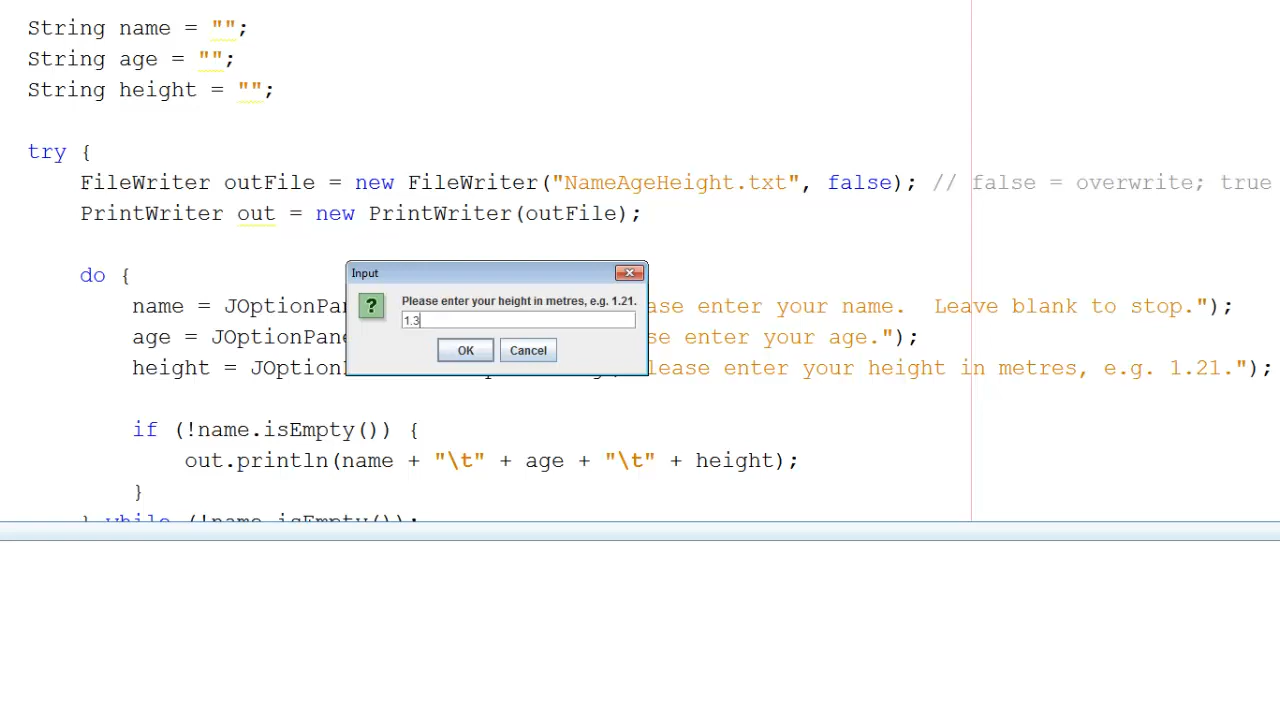 String name = "";
String age = "";
String height = "";
try {
FileWriter outFile = new FileWriter("NameAgeHeight.txt", false); // false = overwrite; true
PrintWriter out = new PrintWriter(outFile);
do {
Input
name = JOptionPan ase enter your name.  Leave blank to stop.");
Please enter your height in metres, e.g. 1.21.
?
1.3
age = JOptionPane se enter your age.");
OK Cancel
height = JOption lease enter your height in metres, e.g. 1.21.");
if (!name.isEmpty()) {
out.println(name + "\t" + age + "\t" + height);
}
} while (!name.isEmpty());